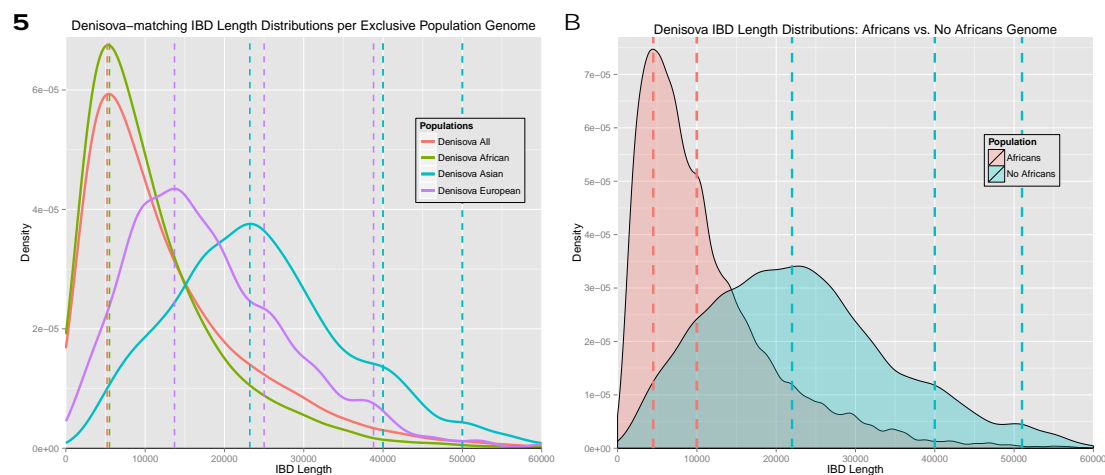 5
Denisova−matching IBD Length Distributions per Exclusive Population Genome
6e−05
4e−05
2e−05
0e+00
Density
Populations
Denisova All
Denisova African
Denisova Asian
Denisova European
0
10000
20000
30000
40000
50000
60000
IBD Length
B
Denisova IBD Length Distributions: Africans vs. No Africans Genome
7e−05
6e−05
5e−05
4e−05
3e−05
2e−05
1e−05
0e+00
Density
Population
Africans
No Africans
0
10000
20000
30000
40000
50000
60000
IBD Length